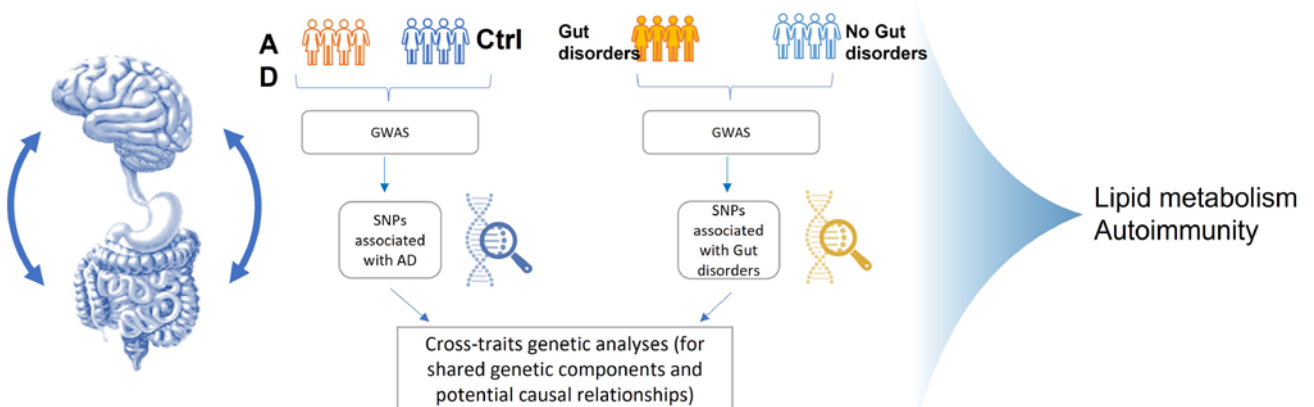 A
D
Ctrl
Gut
disorders
No Gut
disorders
GWAS
GWAS
SNPs
associated
with AD
SNPs
associated
with Gut
disorders
Cross-traits genetic analyses (for
shared genetic components and
potential causal relationships)
Lipid metabolism
Autoimmunity